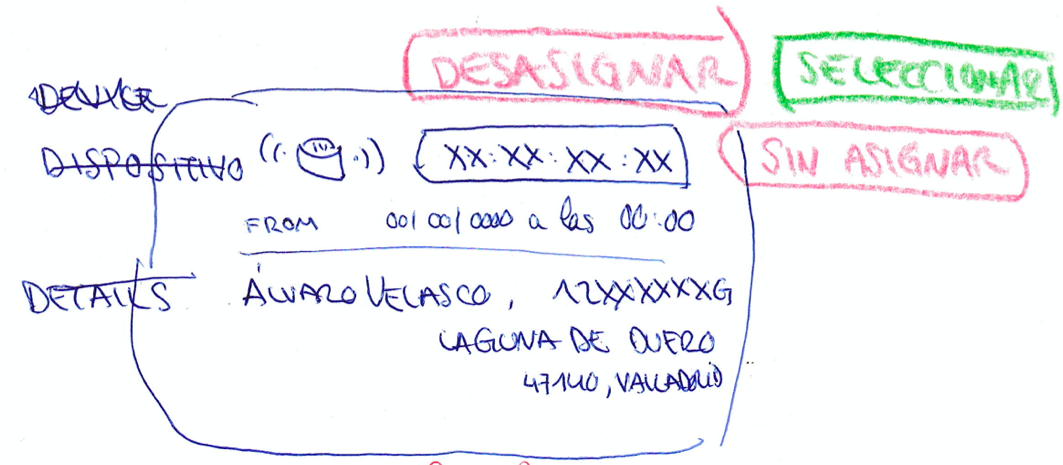 DESASIGNAR
SELECCIONAR
DEVICE
DISPOSITIVO
XX:XX:XX:XX
SIN ASIGNAR
FROM 00/00/0000 a las 00:00
DETAILS
ÁLVARO VELASCO, 12XXXXXXG
LAGUNA DE DUERO
47140, VALLADOLID